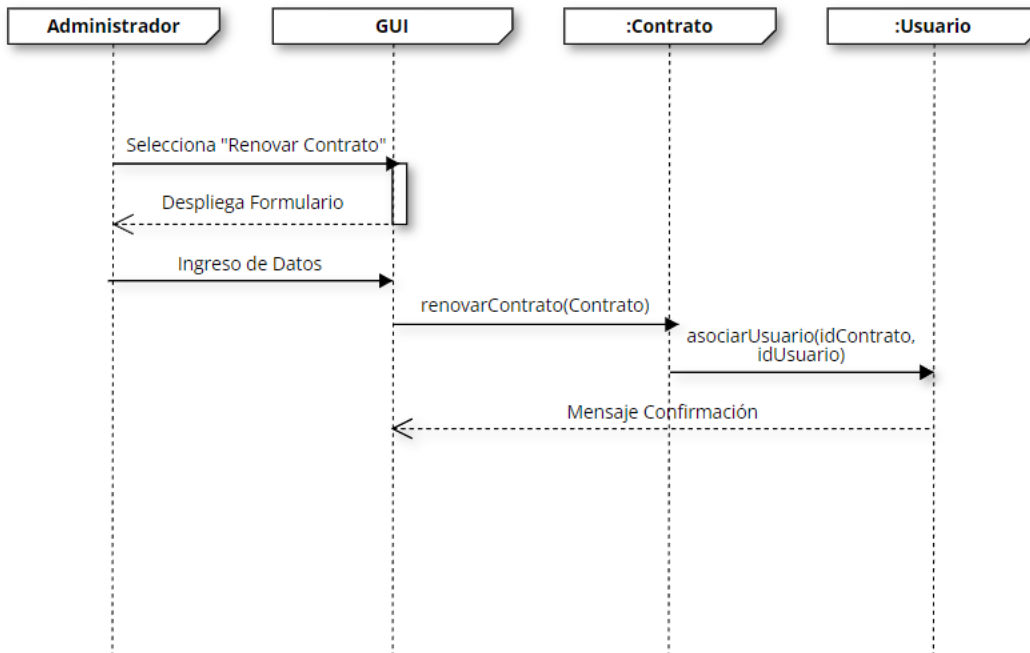 Administrador
GUI
:Contrato
:Usuario
Selecciona "Renovar Contrato"
Despliega Formulario
Ingreso de Datos
renovarContrato(Contrato)
asociarUsuario(idContrato,
idUsuario)
Mensaje Confirmación